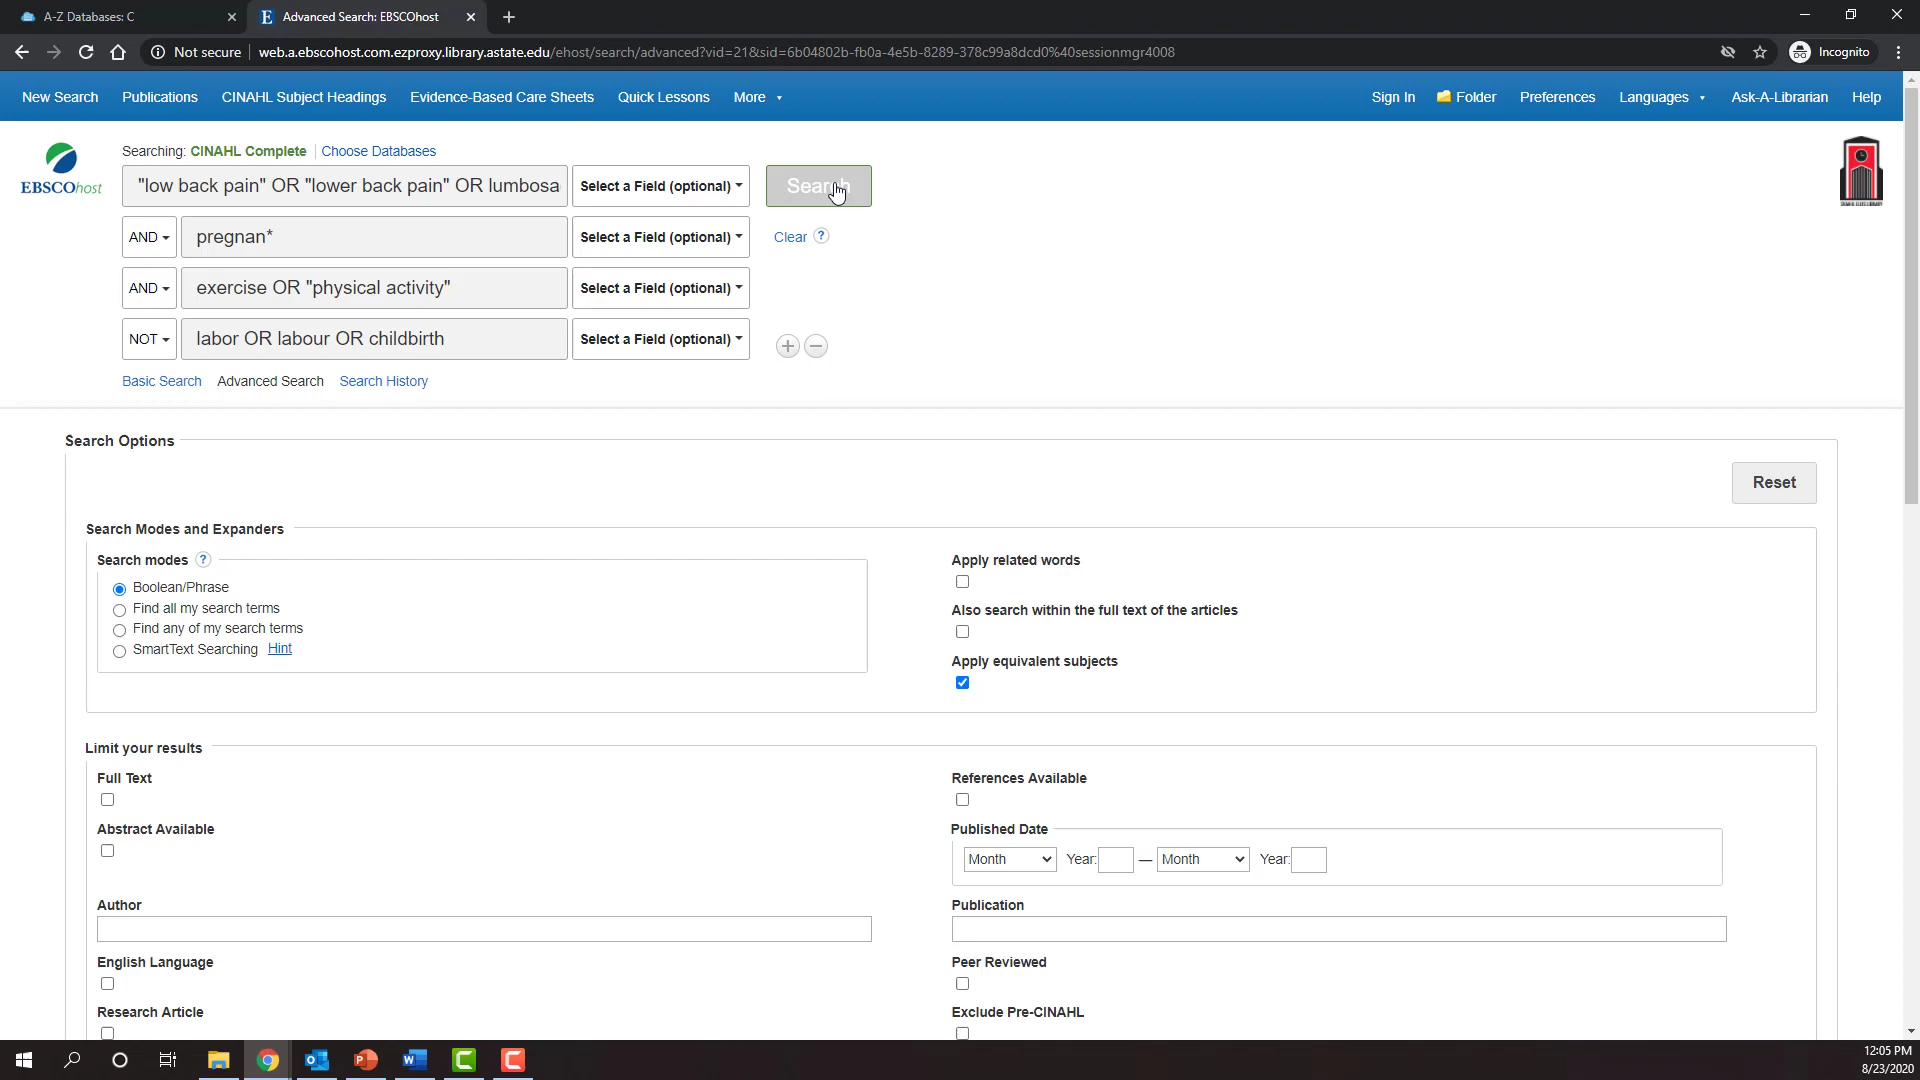 A-Z Databases: C
Advanced Search: EBSCOhost
Not secure
web.a.ebscohost.com.ezproxy.library.astate.edu/ehost/search/advanced?vid=21&sid=6b04802b-fb0a-4e5b-8289-378c99a8dcd0%40sessionmgr4008
Incognito
New Search Publications CINAHL Subject Headings Evidence-Based Care Sheets Quick Lessons More
Sign In Folder Preferences Languages Ask-A-Librarian Help
EBSCOhost
Searching: CINAHL Complete Choose Databases
"low back pain" OR "lower back pain" OR lumbosa Select a Field (optional) Search
AND pregnan* Select a Field (optional) Clear ?
AND exercise OR "physical activity" Select a Field (optional)
NOT labor OR labour OR childbirth Select a Field (optional)
Basic Search Advanced Search Search History
Search Options
Reset
Search Modes and Expanders
Search modes ?
Boolean/Phrase
Find all my search terms
Find any of my search terms
SmartText Searching Hint
Apply related words
Also search within the full text of the articles
Apply equivalent subjects
Limit your results
Full Text
References Available
Abstract Available
Published Date
Month Year: — Month Year:
Author
Publication
English Language
Peer Reviewed
Research Article
Exclude Pre-CINAHL
12:05 PM
8/23/2020